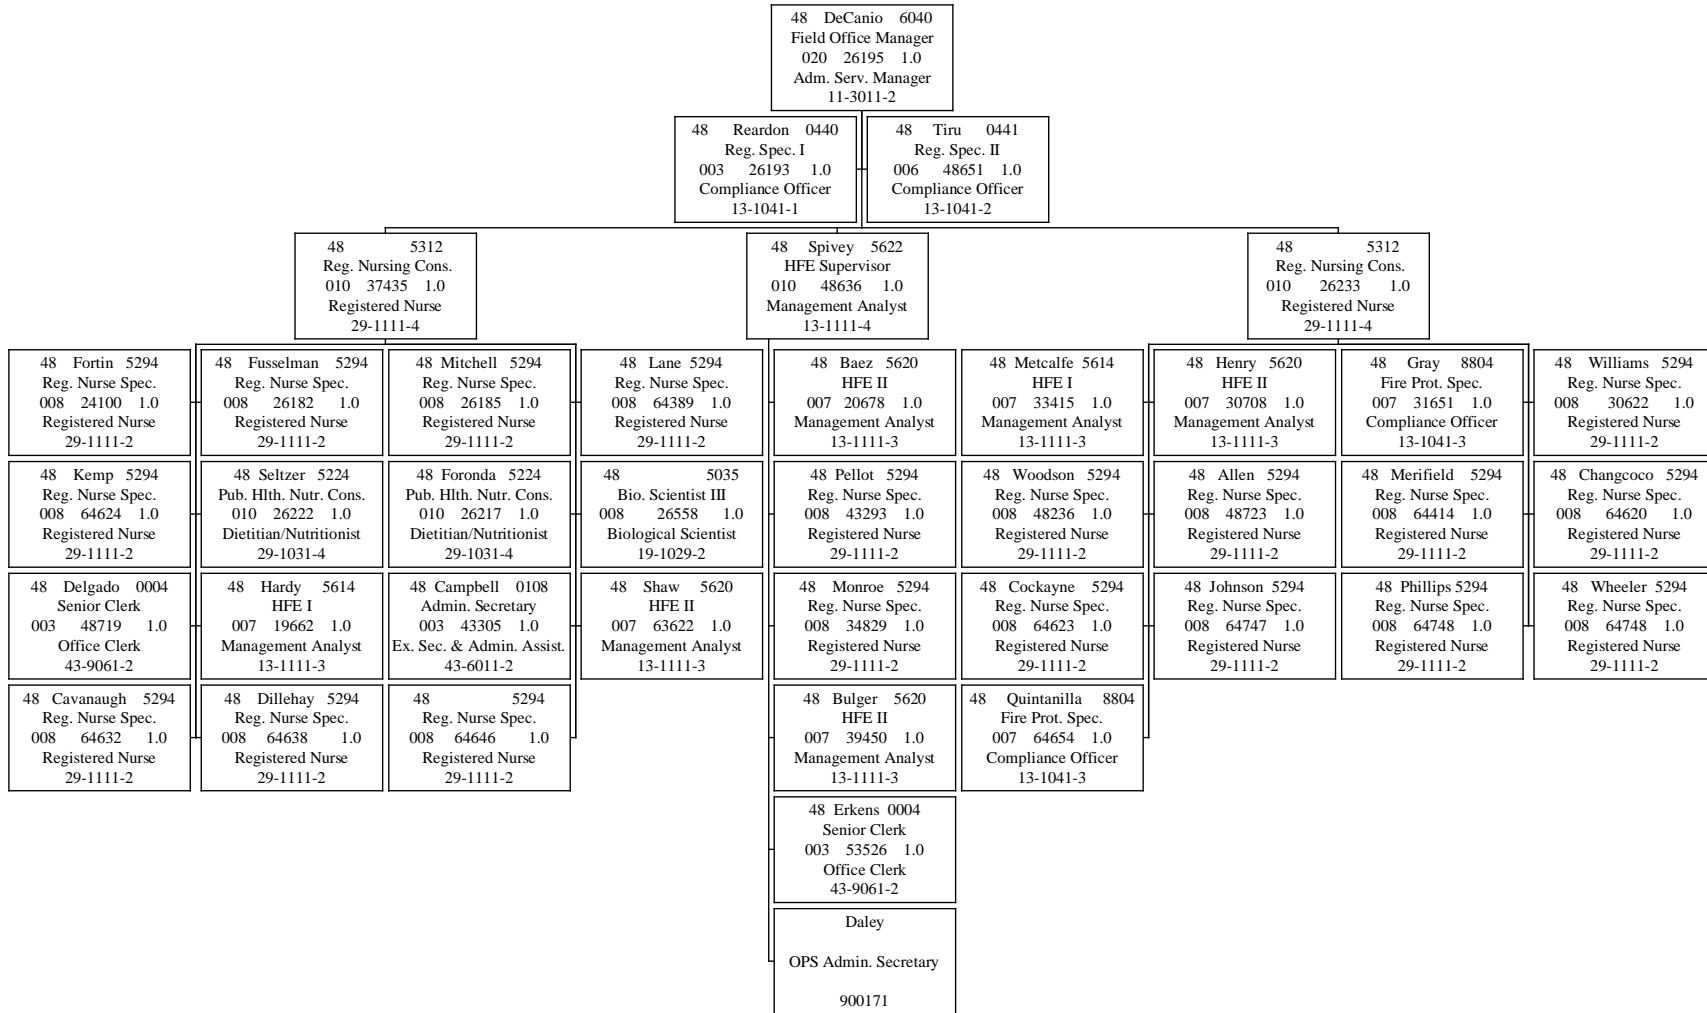 48 DeCanio 6040
Field Office Manager
020 26195 1.0
Adm. Serv. Manager
11-3011-2
48 Reardon 0440
Reg. Spec. I
003 26193 1.0
Compliance Officer
13-1041-1
48 Tiru 0441
Reg. Spec. II
006 48651 1.0
Compliance Officer
13-1041-2
48 5312
Reg. Nursing Cons.
010 37435 1.0
Registered Nurse
29-1111-4
48 Spivey 5622
HFE Supervisor
010 48636 1.0
Management Analyst
13-1111-4
48 5312
Reg. Nursing Cons.
010 26233 1.0
Registered Nurse
29-1111-4
48 Fortin 5294
Reg. Nurse Spec.
008 24100 1.0
Registered Nurse
29-1111-2
48 Fusselman 5294
Reg. Nurse Spec.
008 26182 1.0
Registered Nurse
29-1111-2
48 Mitchell 5294
Reg. Nurse Spec.
008 26185 1.0
Registered Nurse
29-1111-2
48 Lane 5294
Reg. Nurse Spec.
008 64389 1.0
Registered Nurse
29-1111-2
48 Baez 5620
HFE II
007 20678 1.0
Management Analyst
13-1111-3
48 Metcalfe 5614
HFE I
007 33415 1.0
Management Analyst
13-1111-3
48 Henry 5620
HFE II
007 30708 1.0
Management Analyst
13-1111-3
48 Gray 8804
Fire Prot. Spec.
007 31651 1.0
Compliance Officer
13-1041-3
48 Williams 5294
Reg. Nurse Spec.
008 30622 1.0
Registered Nurse
29-1111-2
48 Kemp 5294
Reg. Nurse Spec.
008 64624 1.0
Registered Nurse
29-1111-2
48 Seltzer 5224
Pub. Hlth. Nutr. Cons.
010 26222 1.0
Dietitian/Nutritionist
29-1031-4
48 Foronda 5224
Pub. Hlth. Nutr. Cons.
010 26217 1.0
Dietitian/Nutritionist
29-1031-4
48 5035
Bio. Scientist III
008 26558 1.0
Biological Scientist
19-1029-2
48 Pellot 5294
Reg. Nurse Spec.
008 43293 1.0
Registered Nurse
29-1111-2
48 Woodson 5294
Reg. Nurse Spec.
008 48236 1.0
Registered Nurse
29-1111-2
48 Allen 5294
Reg. Nurse Spec.
008 48723 1.0
Registered Nurse
29-1111-2
48 Merifield 5294
Reg. Nurse Spec.
008 64414 1.0
Registered Nurse
29-1111-2
48 Changcoco 5294
Reg. Nurse Spec.
008 64620 1.0
Registered Nurse
29-1111-2
48 Delgado 0004
Senior Clerk
003 48719 1.0
Office Clerk
43-9061-2
48 Hardy 5614
HFE I
007 19662 1.0
Management Analyst
13-1111-3
48 Campbell 0108
Admin. Secretary
003 43305 1.0
Ex. Sec. & Admin. Assist.
43-6011-2
48 Shaw 5620
HFE II
007 63622 1.0
Management Analyst
13-1111-3
48 Monroe 5294
Reg. Nurse Spec.
008 34829 1.0
Registered Nurse
29-1111-2
48 Cockayne 5294
Reg. Nurse Spec.
008 64623 1.0
Registered Nurse
29-1111-2
48 Johnson 5294
Reg. Nurse Spec.
008 64747 1.0
Registered Nurse
29-1111-2
48 Phillips 5294
Reg. Nurse Spec.
008 64748 1.0
Registered Nurse
29-1111-2
48 Wheeler 5294
Reg. Nurse Spec.
008 64748 1.0
Registered Nurse
29-1111-2
48 Cavanaugh 5294
Reg. Nurse Spec.
008 64632 1.0
Registered Nurse
29-1111-2
48 Dillehay 5294
Reg. Nurse Spec.
008 64638 1.0
Registered Nurse
29-1111-2
48 5294
Reg. Nurse Spec.
008 64646 1.0
Registered Nurse
29-1111-2
48 Bulger 5620
HFE II
007 39450 1.0
Management Analyst
13-1111-3
48 Quintanilla 8804
Fire Prot. Spec.
007 64654 1.0
Compliance Officer
13-1041-3
48 Erkens 0004
Senior Clerk
003 53526 1.0
Office Clerk
43-9061-2
Daley
OPS Admin. Secretary
900171